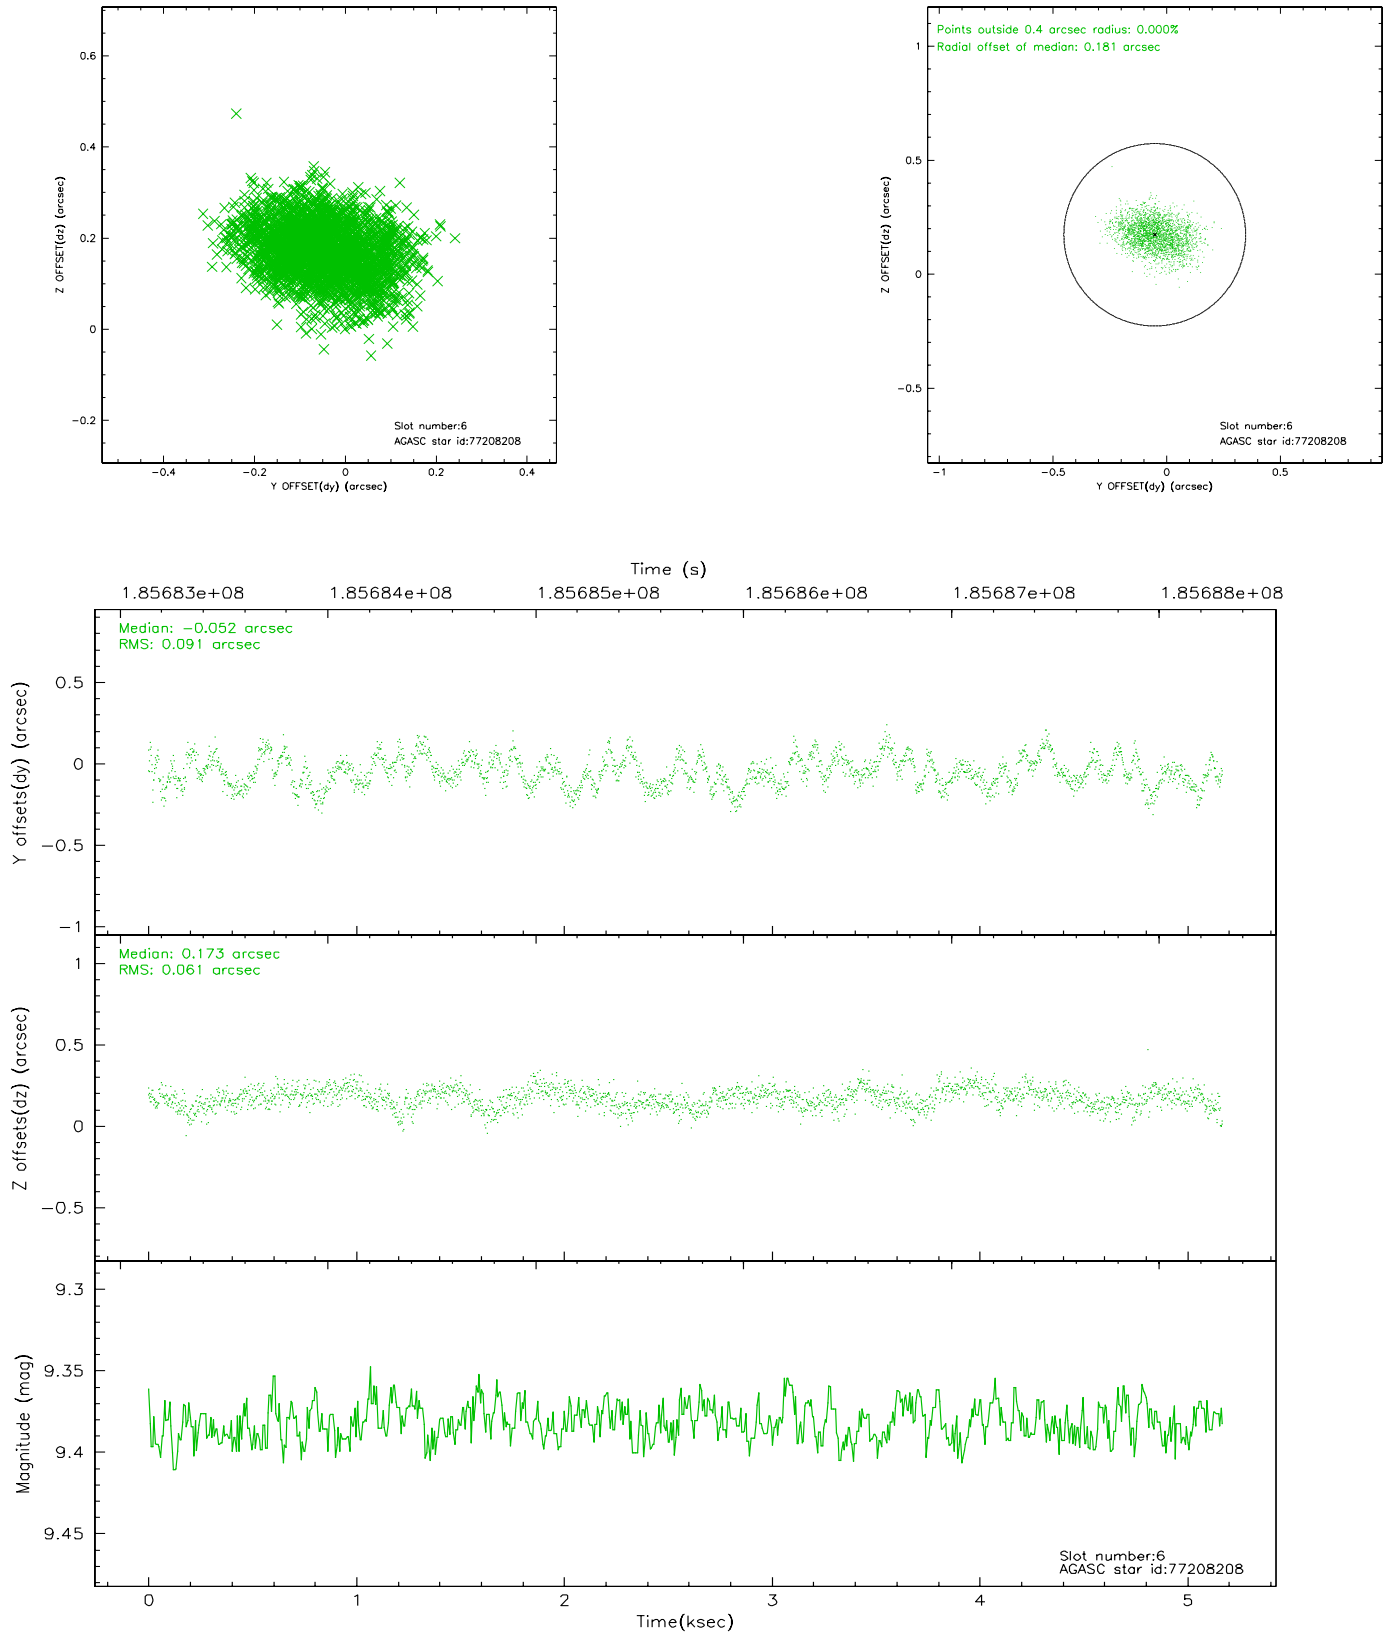 0.6
0.4
0.2
0
−0.2
Z OFFSET(dz) (arcsec)
Slot number:6
AGASC star id:77208208
−0.4
−0.2
0
0.2
0.4
Y OFFSET(dy) (arcsec)
Points outside 0.4 arcsec radius: 0.000%
Radial offset of median: 0.181 arcsec
1
0.5
0
−0.5
Z OFFSET(dz) (arcsec)
Slot number:6
AGASC star id:77208208
−1
−0.5
0
0.5
Y OFFSET(dy) (arcsec)
Time (s)
1.85683e+08
1.85684e+08
1.85685e+08
1.85686e+08
1.85687e+08
1.85688e+08
Median: −0.052 arcsec
RMS: 0.091 arcsec
0.5
0
−0.5
−1
Y offsets(dy) (arcsec)
Median: 0.173 arcsec
RMS: 0.061 arcsec
1
0.5
0
−0.5
Z offsets(dz) (arcsec)
9.3
9.35
9.4
9.45
Magnitude (mag)
Slot number:6
AGASC star id:77208208
0
1
2
3
4
5
Time(ksec)